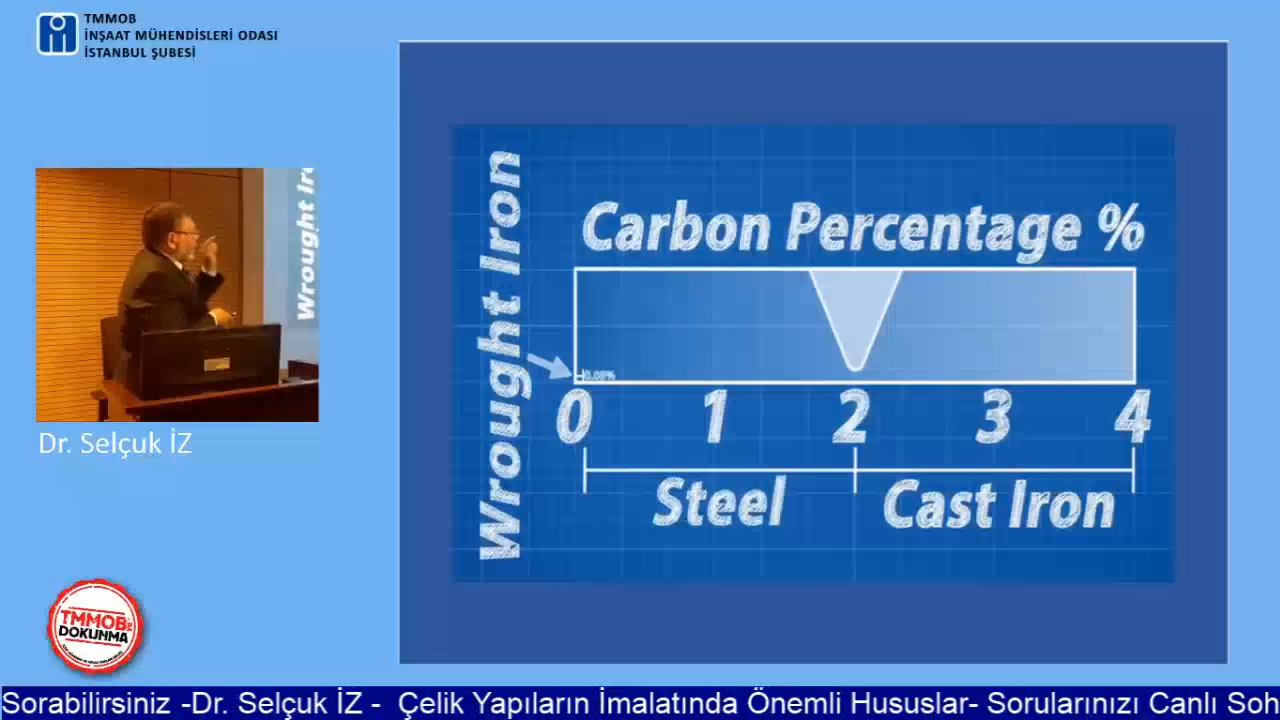 TMMOB
İNŞAAT MÜHENDİSLERİ ODASI
İSTANBUL ŞUBESİ
Wrought Iron
Carbon Percentage %
0 1 2 3 4
Steel Cast Iron
Dr. Selçuk İZ
TMMOB
DOKUNMA
Sorabilirsiniz -Dr. Selçuk İZ - Çelik Yapıların İmalatında Önemli Hususlar- Sorularınızı Canlı Soh